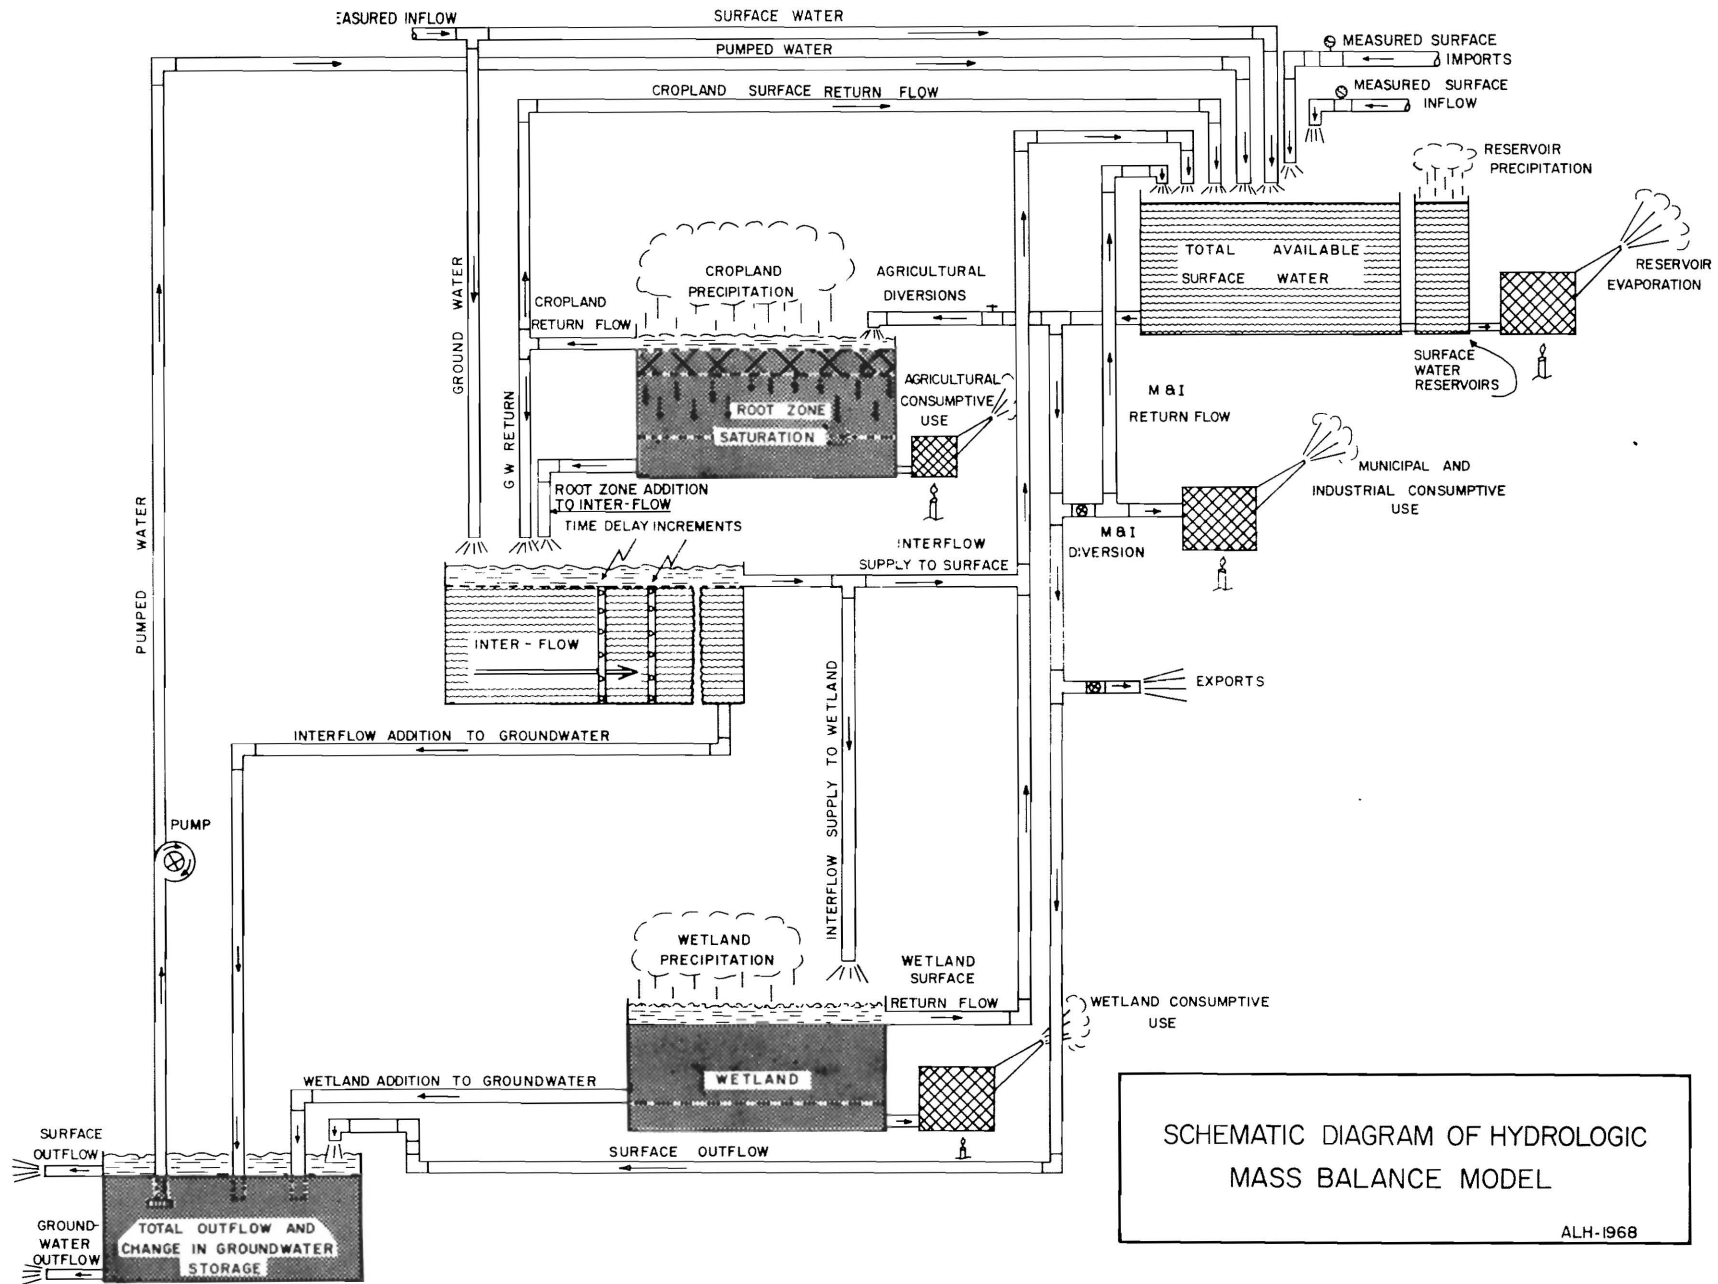 EASURED INFLOW
SURFACE WATER
PUMPED WATER
MEASURED SURFACE
IMPORTS
MEASURED SURFACE
INFLOW
CROPLAND SURFACE RETURN FLOW
RESERVOIR
PRECIPITATION
TOTAL AVAILABLE
SURFACE WATER
RESERVOIR
EVAPORATION
SURFACE
WATER
RESERVOIRS
GROUND WATER
CROPLAND
PRECIPITATION
AGRICULTURAL
DIVERSIONS
CROPLAND
RETURN FLOW
ROOT ZONE
SATURATION
AGRICULTURAL
CONSUMPTIVE
USE
M & I
RETURN FLOW
MUNICIPAL AND
INDUSTRIAL CONSUMPTIVE
USE
M & I
DIVERSION
G W RETURN
ROOT ZONE ADDITION
TO INTER-FLOW
TIME DELAY INCREMENTS
INTERFLOW
SUPPLY TO SURFACE
PUMPED WATER
INTER - FLOW
EXPORTS
INTERFLOW ADDITION TO GROUNDWATER
INTERFLOW SUPPLY TO WETLAND
PUMP
WETLAND
PRECIPITATION
WETLAND
SURFACE
RETURN FLOW
WETLAND CONSUMPTIVE
USE
WETLAND
WETLAND ADDITION TO GROUNDWATER
SURFACE OUTFLOW
SURFACE
OUTFLOW
GROUND-
WATER
OUTFLOW
TOTAL OUTFLOW AND
CHANGE IN GROUNDWATER
STORAGE
SCHEMATIC DIAGRAM OF HYDROLOGIC
MASS BALANCE MODEL
ALH-1968